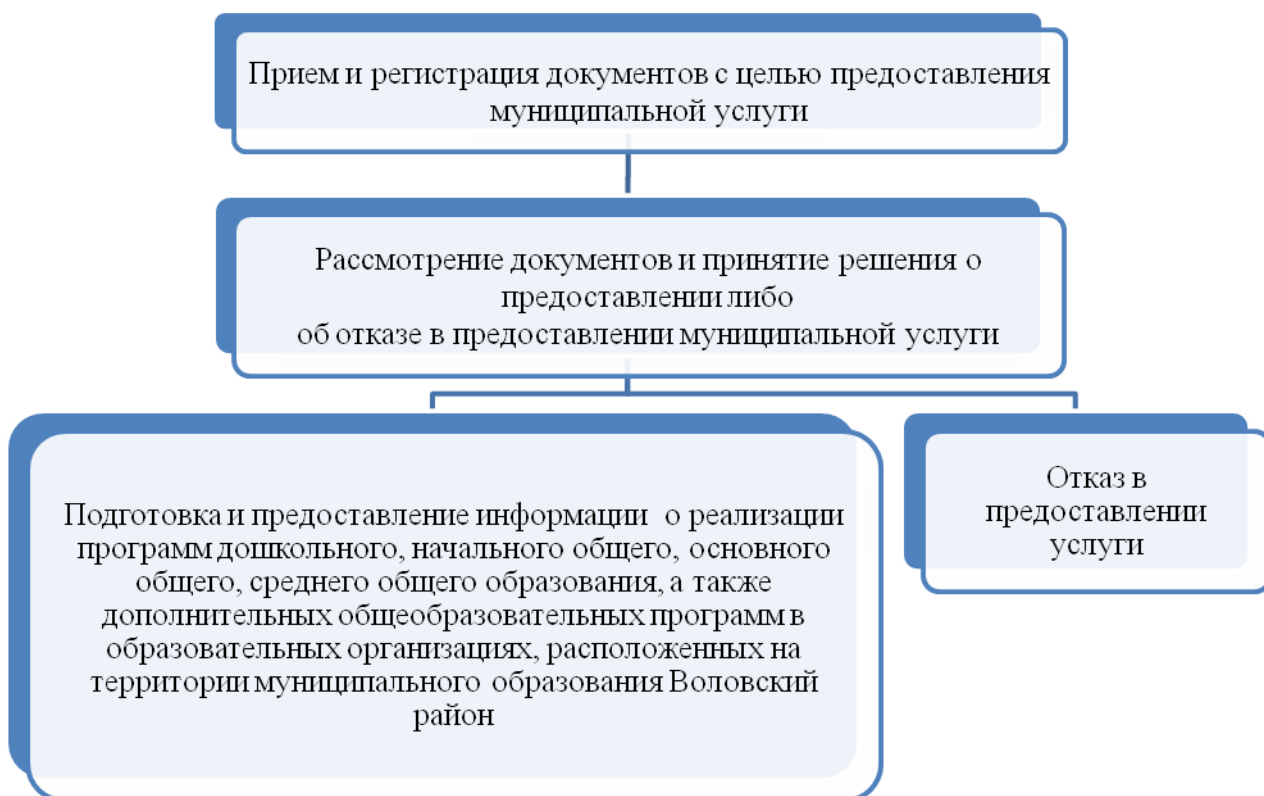 Прием и регистрация документов с целью предоставления
муниципальной услуги
Рассмотрение документов и принятие решения о
предоставлении либо
об отказе в предоставлении муниципальной услуги
Подготовка и предоставление информации о реализации
программ дошкольного, начального общего, основного
общего, среднего общего образования, а также
дополнительных общеобразовательных программ в
образовательных организациях, расположенных на
территории муниципального образования Воловский
район
Отказ в
предоставлении
услуги